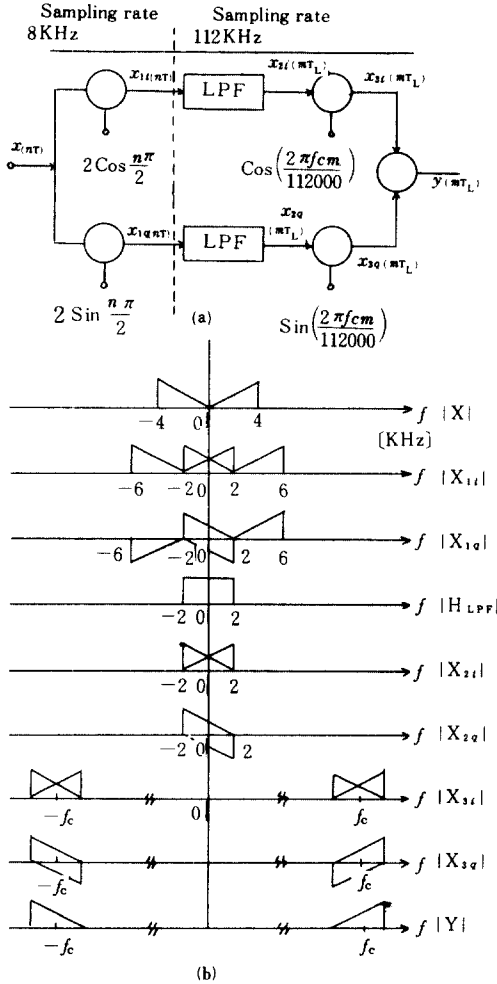 Sampling rate
8KHz
Sampling rate
112KHz
x(nT)
x1i(nT)
LPF
x2i(mTL)
x3i(mTL)
2Cos nπ/2
Cos(2πfcm/112000)
y(mTL)
x1q(nT)
LPF
x2q
(mTL)
x3q(mTL)
2 Sin nπ/2
(a)
Sin(2πfcm/112000)
−4 0 4 f |X|
[KHz]
−6 −2 0 2 6 f |X1i|
−6 −2 0 2 6 f |X1q|
−2 0 2 f |HLPF|
−2 0 2 f |X2i|
−2 0 2 f |X2q|
−fc 0 fc f |X3i|
−fc fc f |X3q|
−fc fc f |Y|
(b)